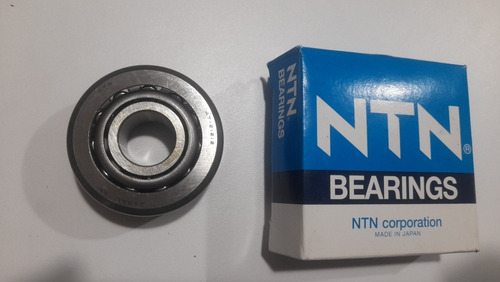 NTN
BEARINGS
NTN®
BEARINGS
NTN corporation
MADE IN JAPAN